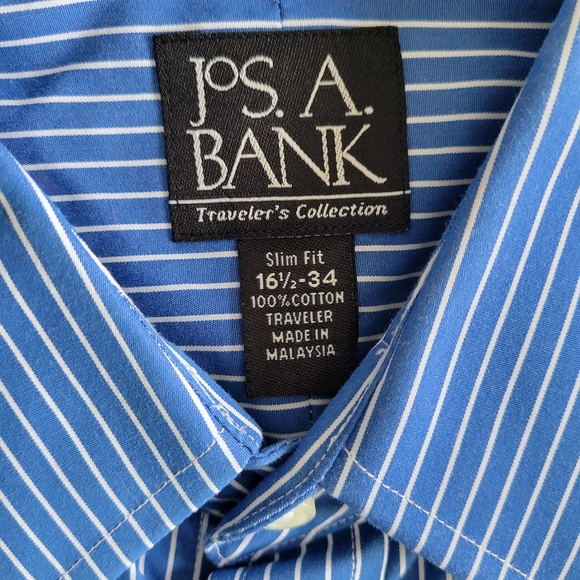 JOS. A.
BANK
Traveler's Collection
Slim Fit
16½-34
100% COTTON
TRAVELER
MADE IN
MALAYSIA